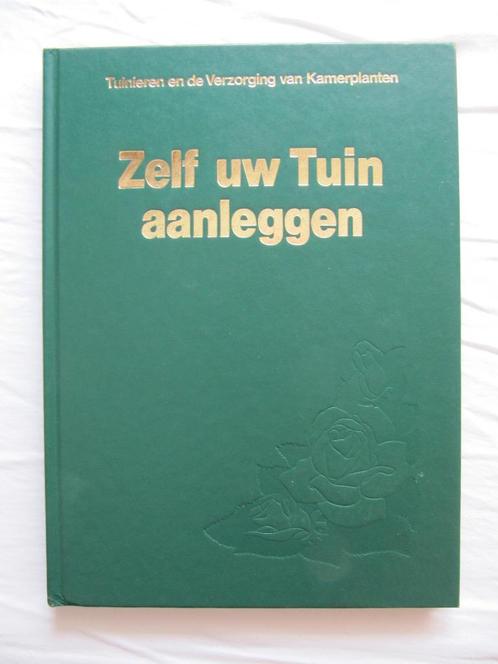 Tuinieren en de Verzorging van Kamerplanten
Zelf uw Tuin
aanleggen